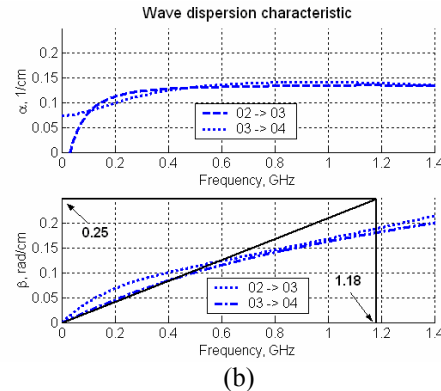 Wave dispersion characteristic
α, 1/cm
0.2
0.15
0.1
0.05
0
0 0.2 0.4 0.6 0.8 1 1.2 1.4
02 -> 03
03 -> 04
Frequency, GHz
β, rad/cm
0.2
0.15
0.1
0.05
0
0.25
02 -> 03
03 -> 04
1.18
0 0.2 0.4 0.6 0.8 1 1.2 1.4
Frequency, GHz
(b)